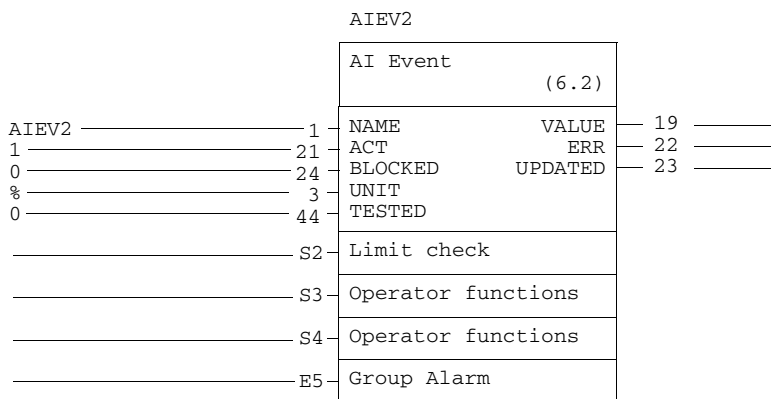 AIEV2
AI Event
(6.2)
AIEV2 1 NAME VALUE 19
1 21 ACT ERR 22
0 24 BLOCKED UPDATED 23
% 3 UNIT
0 44 TESTED
S2 Limit check
S3 Operator functions
S4 Operator functions
E5 Group Alarm